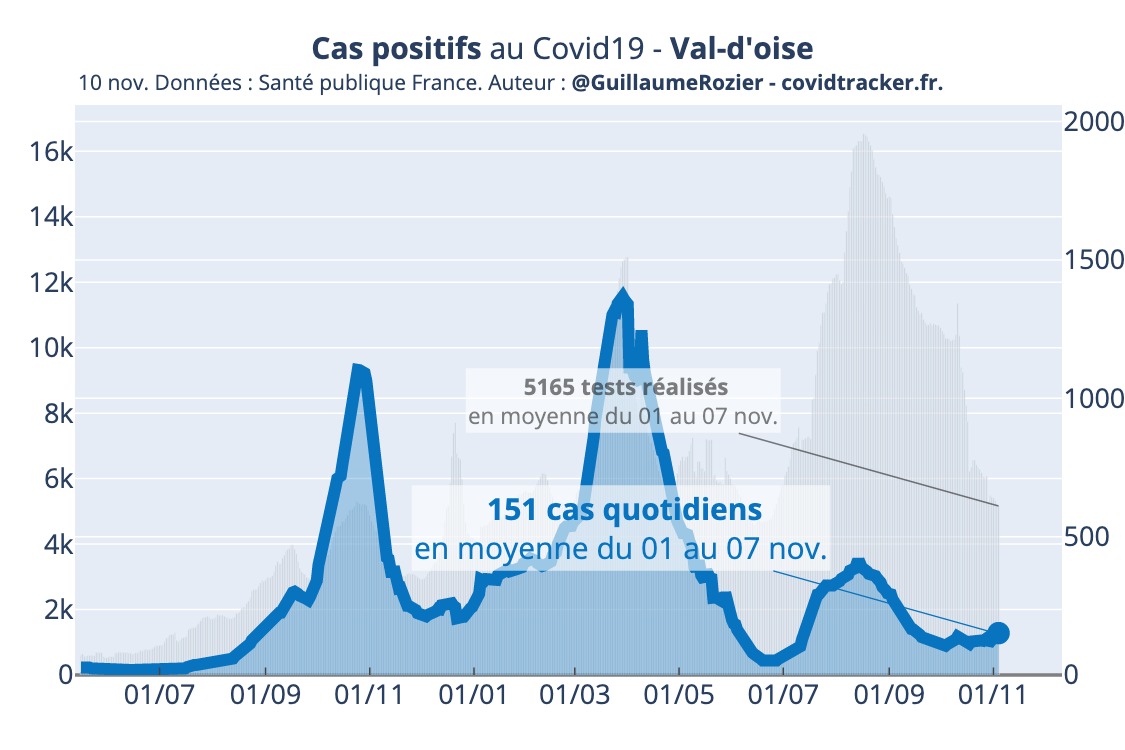 Cas positifs au Covid19 - Val-d'oise
10 nov. Données : Santé publique France. Auteur : @GuillaumeRozier - covidtracker.fr.
2000
16k
14k
1500
12k
10k
5165 tests réalisés
1000
8k
en moyenne du 01 au 07 nov.
6k
151 cas quotidiens
500
4k
en moyenne du 01 au 07 nov.
2k
0
0
01/07 01/09 01/11 01/01 01/03 01/05 01/07 01/09 01/11